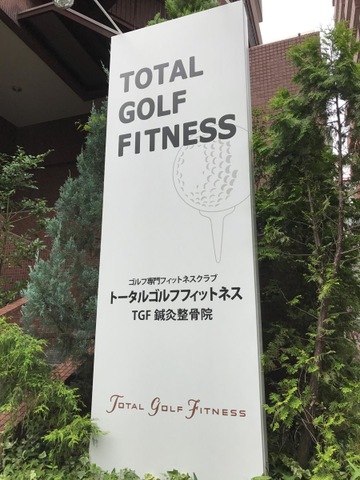 TOTAL
GOLF
FITNESS
ゴルフ専門フィットネスクラブ
トータルゴルフフィットネス
TGF 鍼灸整骨院
TOTAL GOLF FITNESS